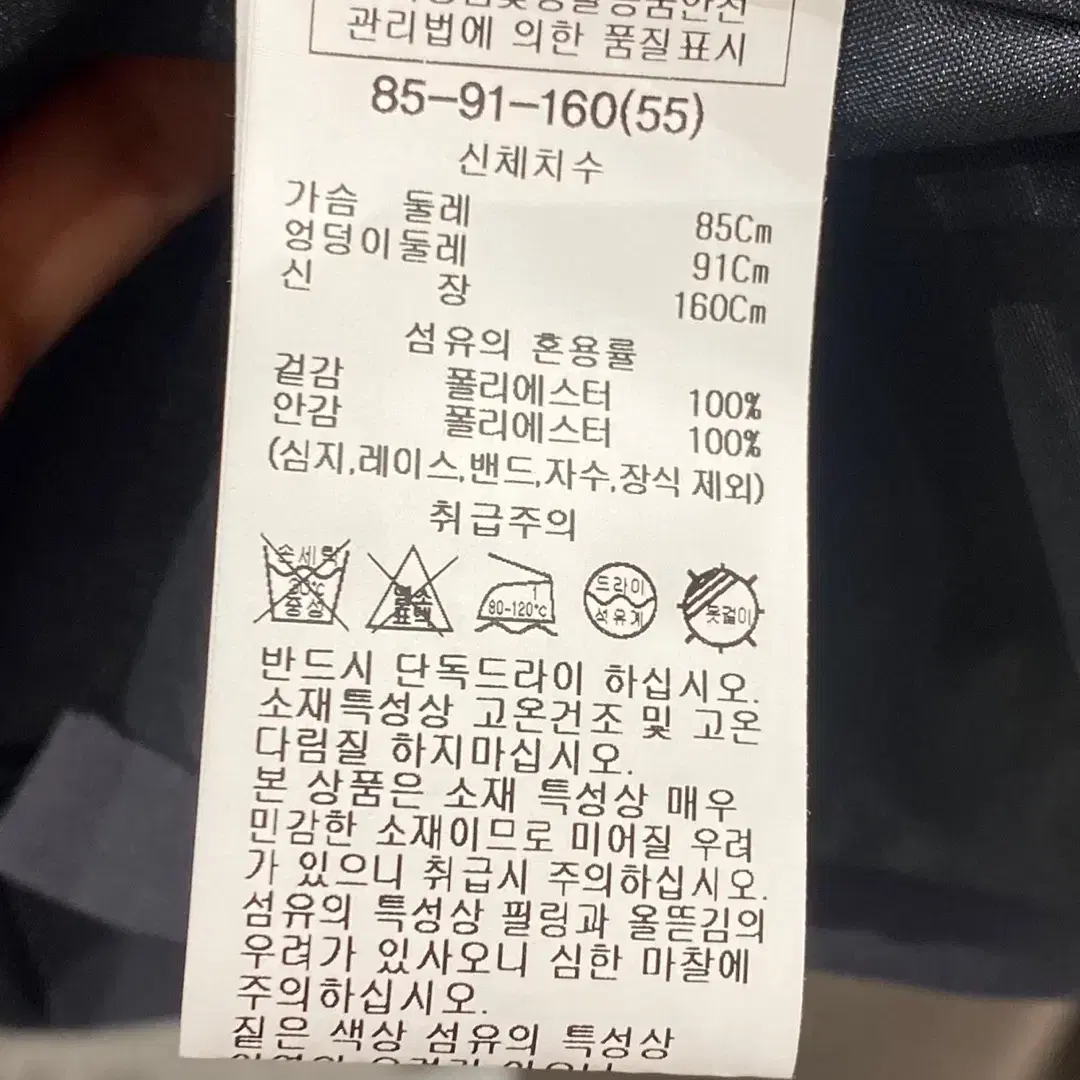 관리법에 의한 품질표시
85-91-160(55)
신체치수
가슴 둘레 85Cm
엉덩이둘레 91Cm
신 장 160Cm
섬유의 혼용률
겉감 폴리에스터 100%
안감 폴리에스터 100%
(심지,레이스,밴드,자수,장식 제외)
취급주의
손세탁 중성
염소 표백
1 80-120℃
드라이 석유계
옷걸이
반드시 단독드라이 하십시오.
소재특성상 고온건조 및 고온
다림질 하지마십시오.
본 상품은 소재 특성상 매우
민감한 소재이므로 미어질 우려
가 있으니 취급시 주의하십시오.
섬유의 특성상 필링과 올뜯김의
우려가 있사오니 심한 마찰에
주의하십시오.
짙은 색상 섬유의 특성상